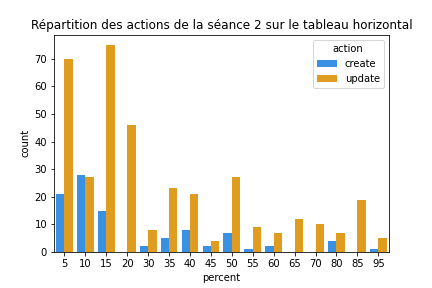 Répartition des actions de la séance 2 sur le tableau horizontal
action
create
update
count
70
60
50
40
30
20
10
0
5 10 15 20 30 35 40 45 50 55 60 65 70 80 85 95
percent